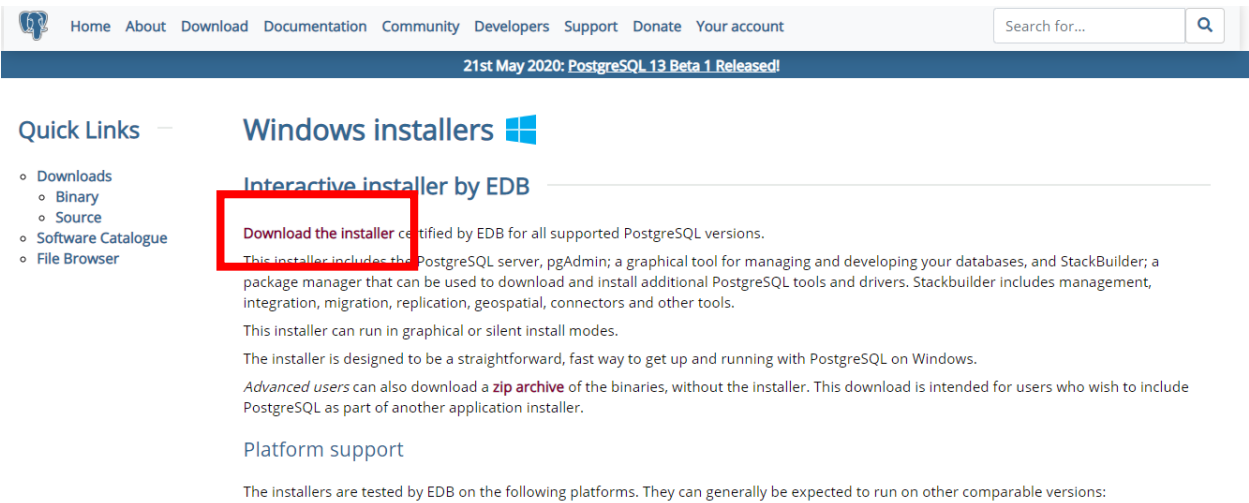 Home About Download Documentation Community Developers Support Donate Your account
Search for...
21st May 2020: PostgreSQL 13 Beta 1 Released!
Quick Links
Downloads
Binary
Source
Software Catalogue
File Browser
Windows installers
Interactive installer by EDB
Download the installer certified by EDB for all supported PostgreSQL versions.
This installer includes the PostgreSQL server, pgAdmin; a graphical tool for managing and developing your databases, and StackBuilder; a
package manager that can be used to download and install additional PostgreSQL tools and drivers. Stackbuilder includes management,
integration, migration, replication, geospatial, connectors and other tools.
This installer can run in graphical or silent install modes.
The installer is designed to be a straightforward, fast way to get up and running with PostgreSQL on Windows.
Advanced users can also download a zip archive of the binaries, without the installer. This download is intended for users who wish to include
PostgreSQL as part of another application installer.
Platform support
The installers are tested by EDB on the following platforms. They can generally be expected to run on other comparable versions: